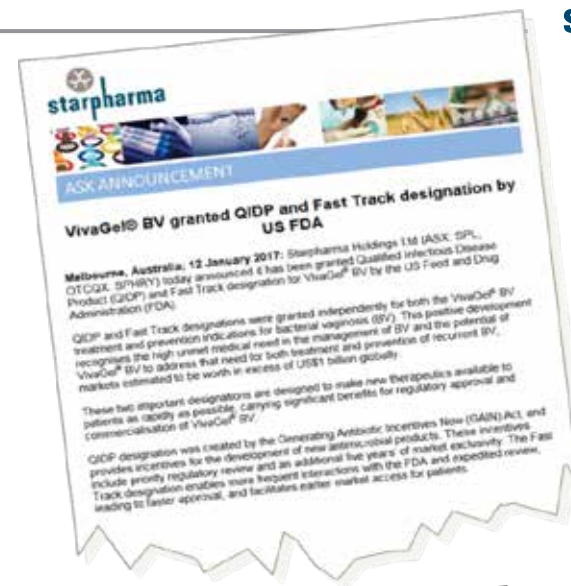 S
starpharma
ASX ANNOUNCEMENT
VivaGel® BV granted QIDP and Fast Track designation by
US FDA
Melbourne, Australia; 12 January 2017: Starpharma Holdings Ltd (ASX: SPL,
OTCQX: SPHRY) today announced it has been granted Qualified Infectious Disease
Product (QIDP) and Fast Track designation for VivaGel® BV by the US Food and Drug
Administration (FDA).
QIDP and Fast Track designations were granted independently for both the VivaGel® BV
treatment and prevention indications for bacterial vaginosis (BV). This positive development
recognises the high unmet medical need in the management of BV and the potential of
VivaGel® BV to address that need for both treatment and prevention of recurrent BV,
markets estimated to be worth in excess of US$1 billion globally.
These two important designations are designed to make new therapeutics available to
patients as rapidly as possible, carrying significant benefits for regulatory approval and
commercialisation of VivaGel® BV.
QIDP designation was created by the Generating Antibiotic Incentives Now (GAIN) Act, and
provides incentives for the development of new antimicrobial products. These incentives
include priority regulatory review and an additional five years' of market exclusivity. The Fast
Track designation enables more frequent interactions with the FDA and expedited review,
leading to faster approval, and facilitates earlier market access for patients.